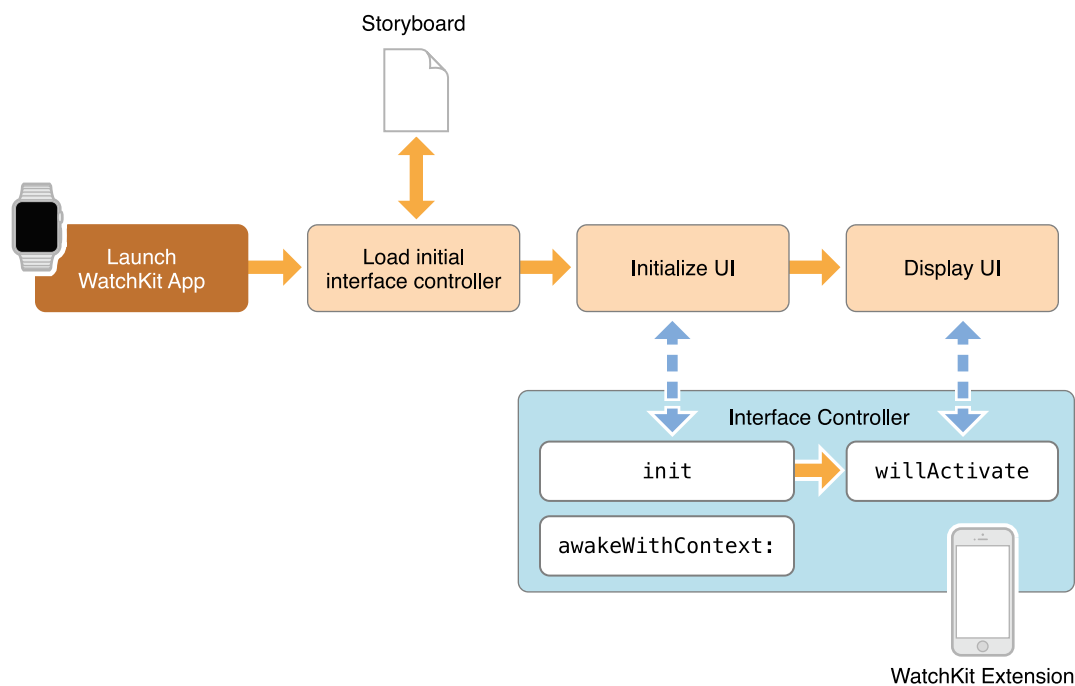 Storyboard
Launch
WatchKit App
Load initial
interface controller
Initialize UI
Display UI
Interface Controller
init
willActivate
awakeWithContext:
WatchKit Extension